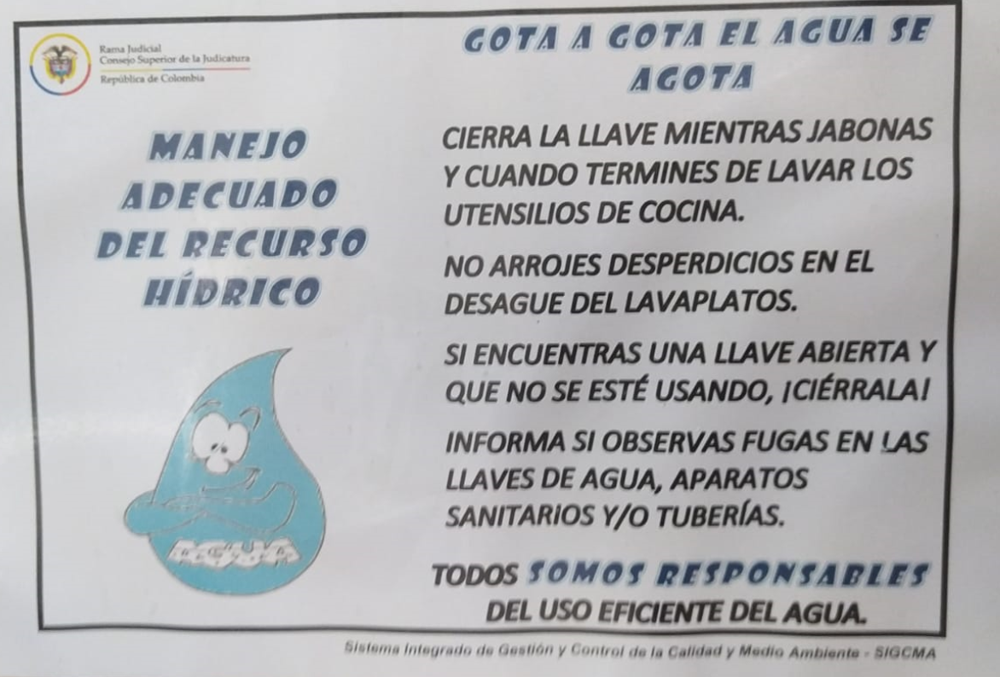 Rama Judicial
Consejo Superior de la Judicatura
República de Colombia
MANEJO
ADECUADO
DEL RECURSO
HÍDRICO
AGUA
GOTA A GOTA EL AGUA SE
AGOTA
CIERRA LA LLAVE MIENTRAS JABONAS
Y CUANDO TERMINES DE LAVAR LOS
UTENSILIOS DE COCINA.
NO ARROJES DESPERDICIOS EN EL
DESAGUE DEL LAVAPLATOS.
SI ENCUENTRAS UNA LLAVE ABIERTA Y
QUE NO SE ESTÉ USANDO, ¡CIÉRRALA!
INFORMA SI OBSERVAS FUGAS EN LAS
LLAVES DE AGUA, APARATOS
SANITARIOS Y/O TUBERÍAS.
TODOS SOMOS RESPONSABLES
DEL USO EFICIENTE DEL AGUA.
Sistema Integrado de Gestión y Control de la Calidad y Medio Ambiente - SIGCMA